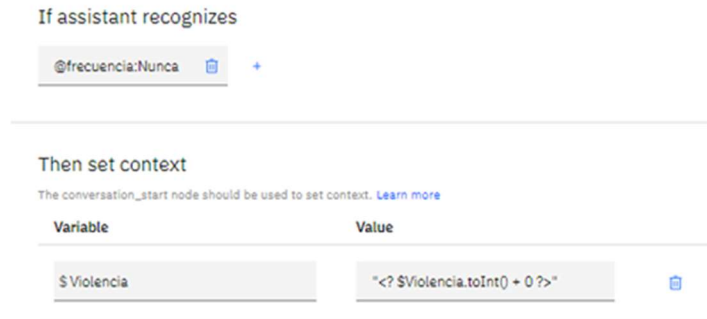 If assistant recognizes
@frecuencia:Nunca
+
Then set context
The conversation_start node should be used to set context. Learn more
Variable Value
$ Violencia "<? $Violencia.toInt() + 0 ?>"